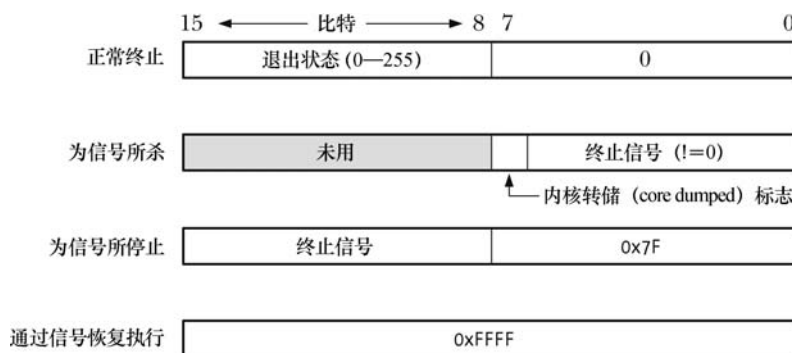 15 比特 8 7 0
正常终止 退出状态(0—255) 0
为信号所杀 未用 终止信号 (!=0)
内核转储 (core dumped) 标志
为信号所停止 终止信号 0x7F
通过信号恢复执行 0xFFFF